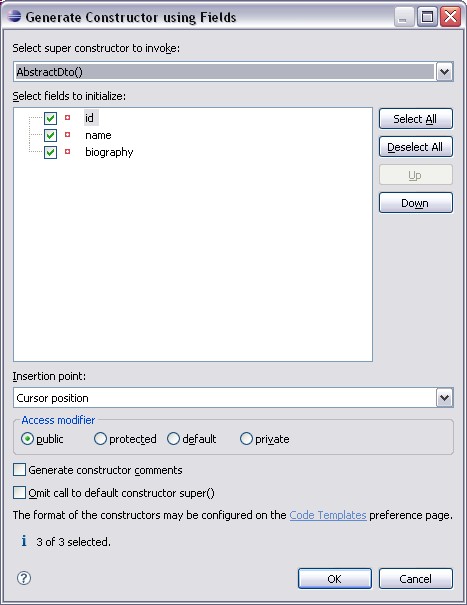 Generate Constructor using Fields
Select super constructor to invoke:
AbstractDto()
Select fields to initialize:
id
name
biography
Select All
Deselect All
Up
Down
Insertion point:
Cursor position
Access modifier
public protected default private
Generate constructor comments
Omit call to default constructor super()
The format of the constructors may be configured on the Code Templates preference page.
i 3 of 3 selected.
? OK Cancel